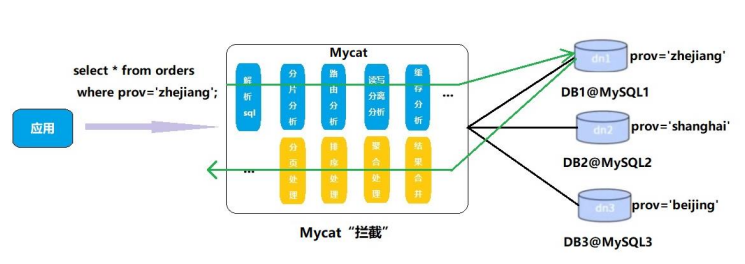 Mycat
select * from orders
where prov='zhejiang';
应用
解析sql
分片分析
路由分析
读写分离分析
缓存分析
...
...
分页处理
排序处理
聚合处理
结果合并
Mycat“拦截”
dn1
prov='zhejiang'
DB1@MySQL1
dn2
prov='shanghai'
DB2@MySQL2
dn3
prov='beijing'
DB3@MySQL3